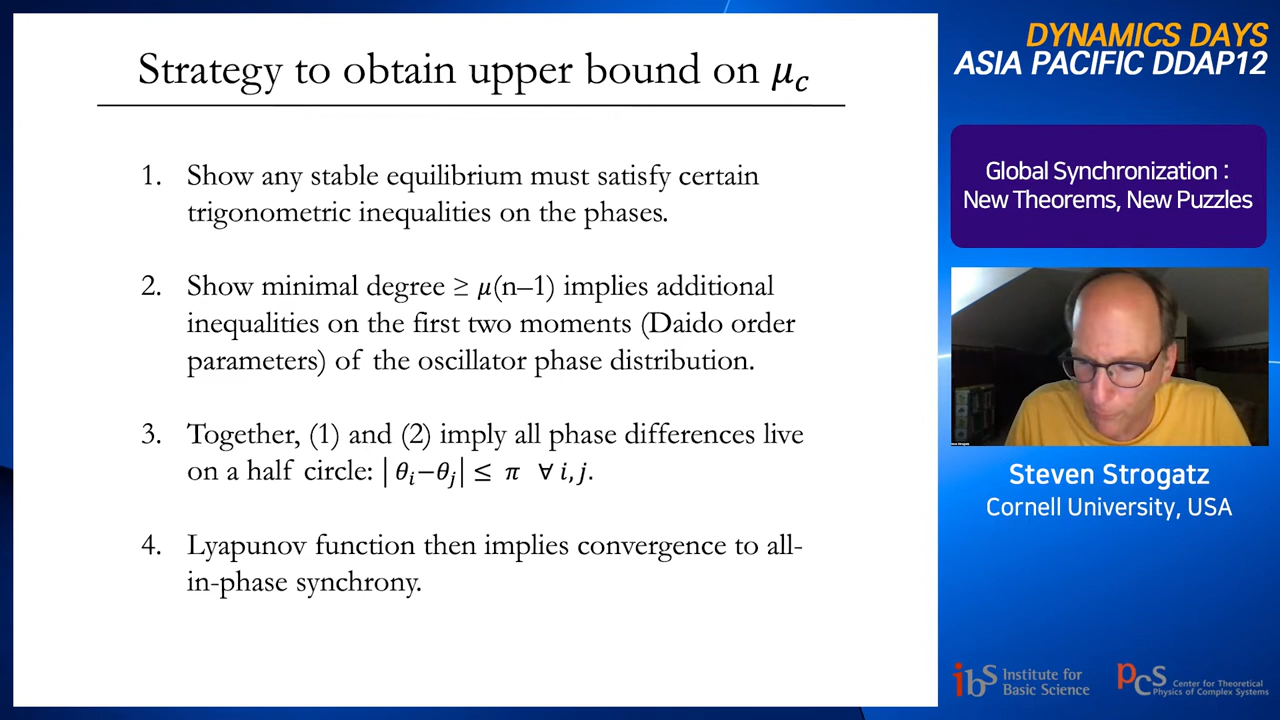 Strategy to obtain upper bound on μc
1. Show any stable equilibrium must satisfy certain
trigonometric inequalities on the phases.
2. Show minimal degree ≥ μ(n–1) implies additional
inequalities on the first two moments (Daido order
parameters) of the oscillator phase distribution.
3. Together, (1) and (2) imply all phase differences live
on a half circle: |θi−θj| ≤ π ∀ i,j.
4. Lyapunov function then implies convergence to all-
in-phase synchrony.
DYNAMICS DAYS
ASIA PACIFIC DDAP12
Global Synchronization :
New Theorems, New Puzzles
Steven Strogatz
Cornell University, USA
ibS Institute for
Basic Science
PCS Center for Theoretical
Physics of Complex Systems